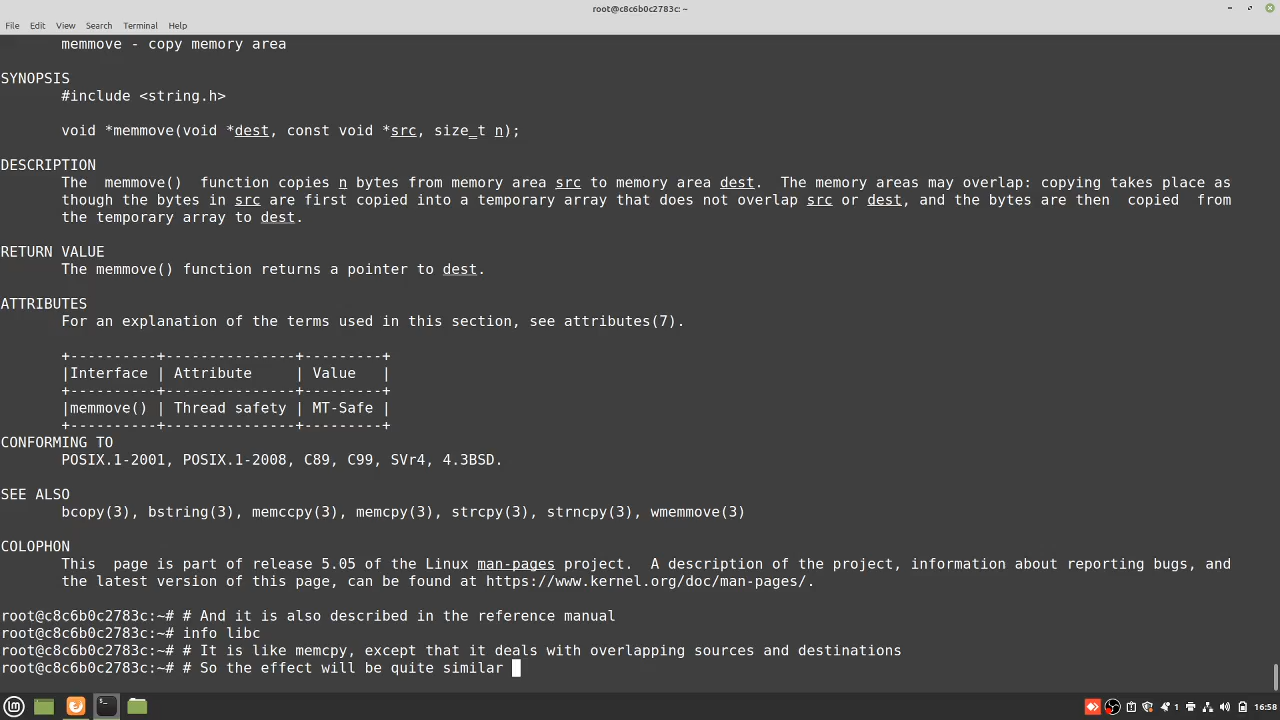 root@c8c6b0c2783c: ~
File Edit View Search Terminal Help
memmove - copy memory area
SYNOPSIS
#include <string.h>
void *memmove(void *dest, const void *src, size_t n);
DESCRIPTION
The  memmove()  function copies n bytes from memory area src to memory area dest.  The memory areas may overlap: copying takes place as
though the bytes in src are first copied into a temporary array that does not overlap src or dest, and the bytes are then  copied  from
the temporary array to dest.
RETURN VALUE
The memmove() function returns a pointer to dest.
ATTRIBUTES
For an explanation of the terms used in this section, see attributes(7).
+----------+---------------+---------+
|Interface | Attribute     | Value   |
+----------+---------------+---------+
|memmove() | Thread safety | MT-Safe |
+----------+---------------+---------+
CONFORMING TO
POSIX.1-2001, POSIX.1-2008, C89, C99, SVr4, 4.3BSD.
SEE ALSO
bcopy(3), bstring(3), memccpy(3), memcpy(3), strcpy(3), strncpy(3), wmemmove(3)
COLOPHON
This  page is part of release 5.05 of the Linux man-pages project.  A description of the project, information about reporting bugs, and
the latest version of this page, can be found at https://www.kernel.org/doc/man-pages/.
root@c8c6b0c2783c:~# # And it is also described in the reference manual
root@c8c6b0c2783c:~# info libc
root@c8c6b0c2783c:~# # It is like memcpy, except that it deals with overlapping sources and destinations
root@c8c6b0c2783c:~# # So the effect will be quite similar
1 16:58